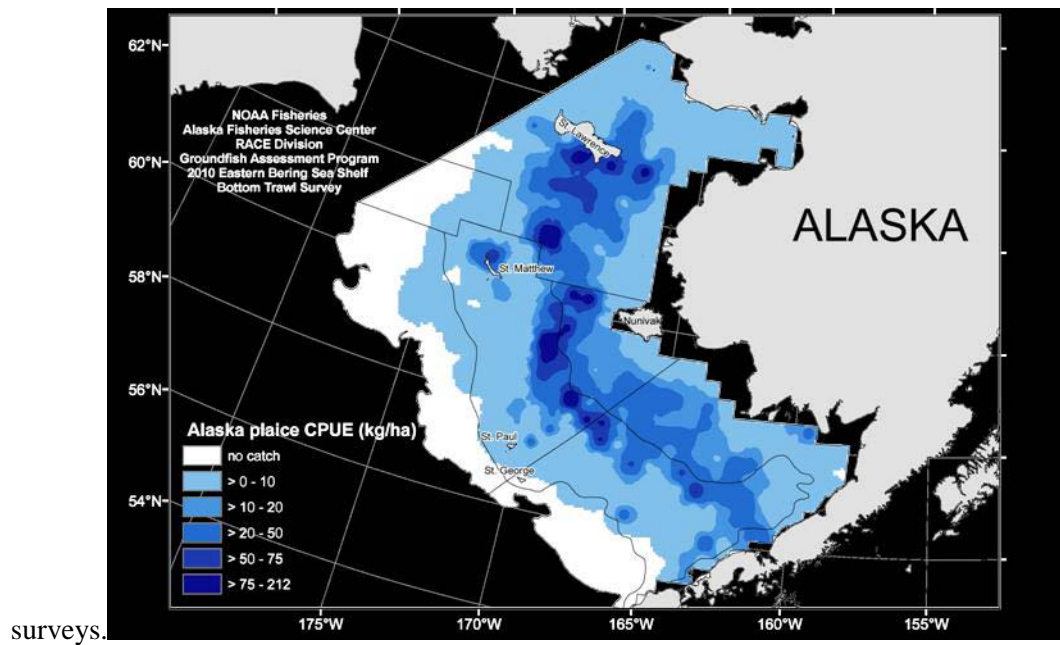 62°N
60°N
58°N
56°N
54°N
NOAA Fisheries
Alaska Fisheries Science Center
RACE Division
Groundfish Assessment Program
2010 Eastern Bering Sea Shelf
Bottom Trawl Survey
St. Lawrence
ALASKA
St. Matthew
Nunivak
St. Paul
St. George
Alaska plaice CPUE (kg/ha)
no catch
> 0 - 10
> 10 - 20
> 20 - 50
> 50 - 75
> 75 - 212
175°W
170°W
165°W
160°W
155°W
surveys.